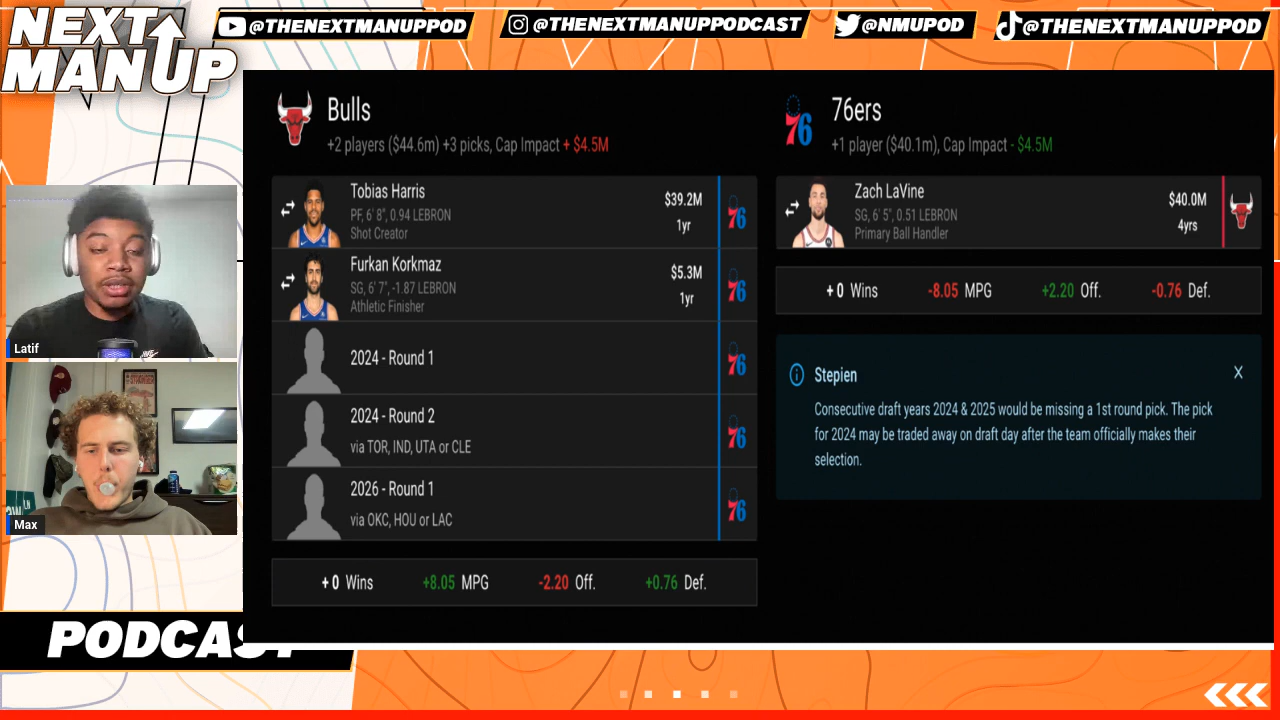 NEXT
MAN UP
@THENEXTMANUPPOD
@THENEXTMANUPPODCAST
@NMUPOD
@THENEXTMANUPPOD
Bulls
+2 players ($44.6m) +3 picks, Cap Impact + $4.5M
Tobias Harris
PF, 6' 8", 0.94 LEBRON
Shot Creator
$39.2M
1yr
76
Furkan Korkmaz
SG, 6' 7", -1.87 LEBRON
Athletic Finisher
$5.3M
1yr
76
2024 - Round 1
76
2024 - Round 2
via TOR, IND, UTA or CLE
76
2026 - Round 1
via OKC, HOU or LAC
76
+ 0 Wins +8.05 MPG -2.20 Off. +0.76 Def.
76
76ers
+1 player ($40.1m), Cap Impact - $4.5M
Zach LaVine
SG, 6' 5", 0.51 LEBRON
Primary Ball Handler
$40.0M
4yrs
+ 0 Wins -8.05 MPG +2.20 Off. -0.76 Def.
Stepien
X
Consecutive draft years 2024 & 2025 would be missing a 1st round pick. The pick
for 2024 may be traded away on draft day after the team officially makes their
selection.
Latif
Max
PODCAST